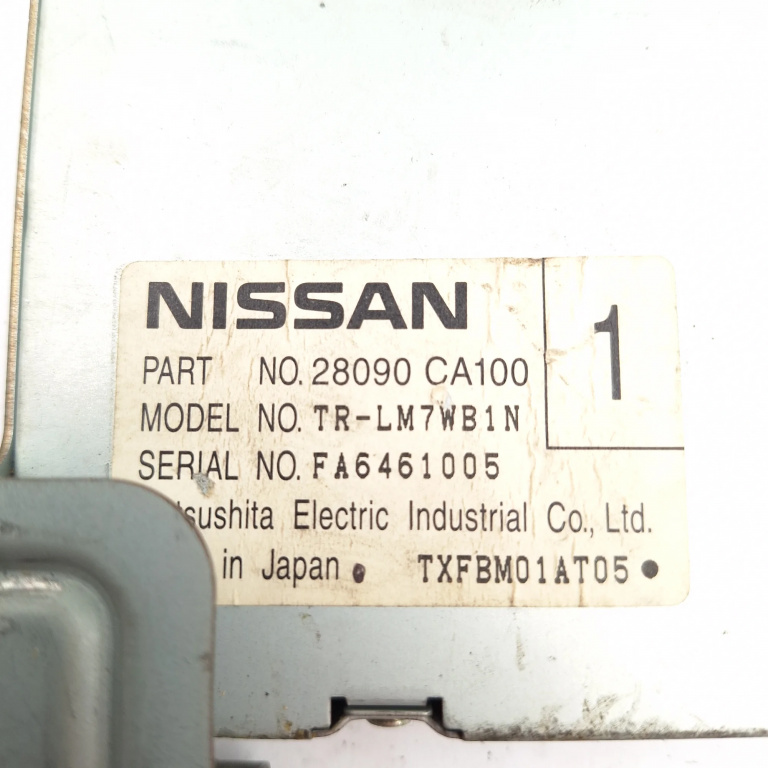 NISSAN
1
PART NO. 28090 CA100
MODEL NO. TR-LM7WB1N
SERIAL NO. FA6461005
Electric Industrial Co., Ltd.
in Japan TXFBM01AT05